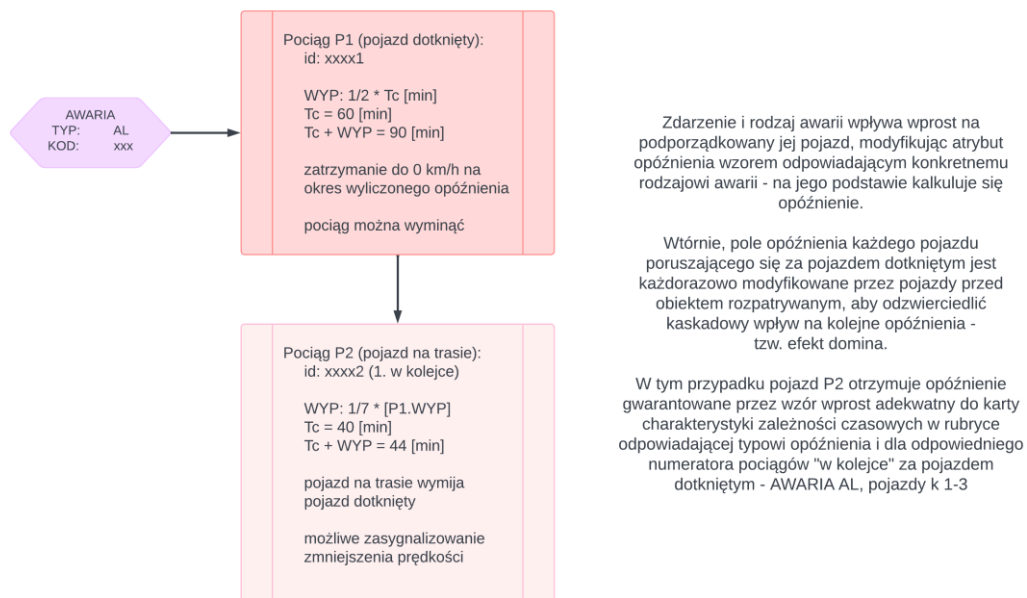 AWARIA
TYP: AL
KOD: xxx
Pociąg P1 (pojazd dotknięty):
id: xxxx1
WYP: 1/2 * Tc [min]
Tc = 60 [min]
Tc + WYP = 90 [min]
zatrzymanie do 0 km/h na
okres wyliczonego opóźnienia
pociąg można wyminąć
Pociąg P2 (pojazd na trasie):
id: xxxx2 (1. w kolejce)
WYP: 1/7 * [P1.WYP]
Tc = 40 [min]
Tc + WYP = 44 [min]
pojazd na trasie wymija
pojazd dotknięty
możliwe zasygnalizowanie
zmniejszenia prędkości
Zdarzenie i rodzaj awarii wpływa wprost na
podporządkowany jej pojazd, modyfikując atrybut
opóźnienia wzorem odpowiadającym konkretnemu
rodzajowi awarii - na jego podstawie kalkuluje się
opóźnienie.
Wtórnie, pole opóźnienia każdego pojazdu
poruszającego się za pojazdem dotkniętym jest
każdorazowo modyfikowane przez pojazdy przed
obiektem rozpatrywanym, aby odzwierciedlić
kaskadowy wpływ na kolejne opóźnienia -
tzw. efekt domina.
W tym przypadku pojazd P2 otrzymuje opóźnienie
gwarantowane przez wzór wprost adekwatny do karty
charakterystyki zależności czasowych w rubryce
odpowiadającej typowi opóźnienia i dla odpowiedniego
numeratora pociągów "w kolejce" za pojazdem
dotkniętym - AWARIA AL, pojazdy k 1-3